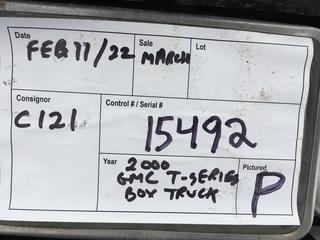 Date Sale Lot
FEB 11/22 MARCH
Consignor Control # / Serial #
C121 15492
Year 2000 Pictured
GMC T-SERIES P
BOX TRUCK